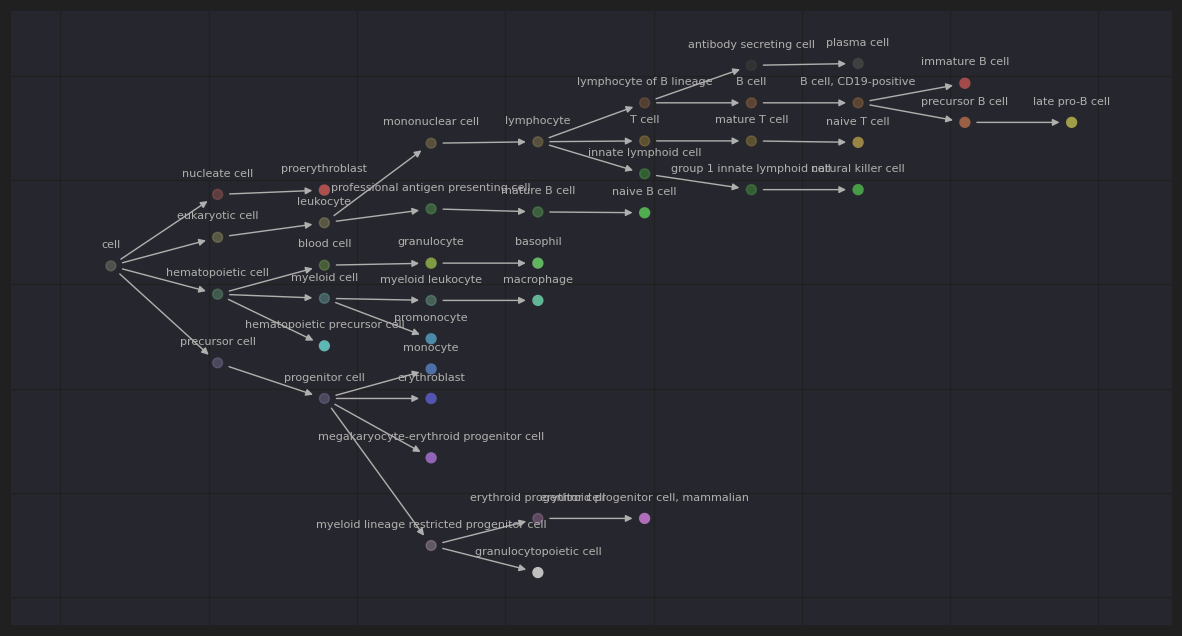 plasma cell
antibody secreting cell
immature B cell
lymphocyte of B lineage
B cell
B cell, CD19-positive
precursor B cell
late pro-B cell
mononuclear cell
lymphocyte
T cell
mature T cell
naive T cell
innate lymphoid cell
nucleate cell
proerythroblast
group 1 innate lymphoid cell
natural killer cell
professional antigen presenting cell
mature B cell
naive B cell
leukocyte
eukaryotic cell
cell
blood cell
granulocyte
basophil
hematopoietic cell
myeloid cell
myeloid leukocyte
macrophage
hematopoietic precursor cell
promonocyte
precursor cell
monocyte
progenitor cell
erythroblast
megakaryocyte-erythroid progenitor cell
erythroid progenitor cell
erythroid progenitor cell, mammalian
myeloid lineage restricted progenitor cell
granulocytopoietic cell